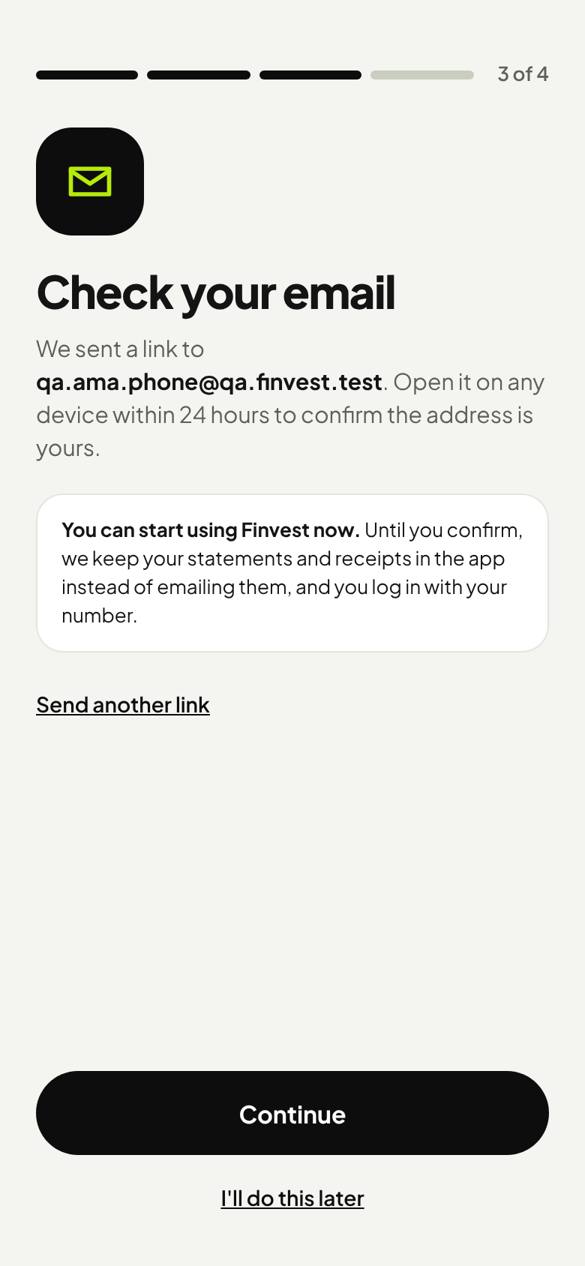 3 of 4
Check your email
We sent a link to
qa.ama.phone@qa.finvest.test. Open it on any
device within 24 hours to confirm the address is
yours.
You can start using Finvest now. Until you confirm,
we keep your statements and receipts in the app
instead of emailing them, and you log in with your
number.
Send another link
Continue
I'll do this later